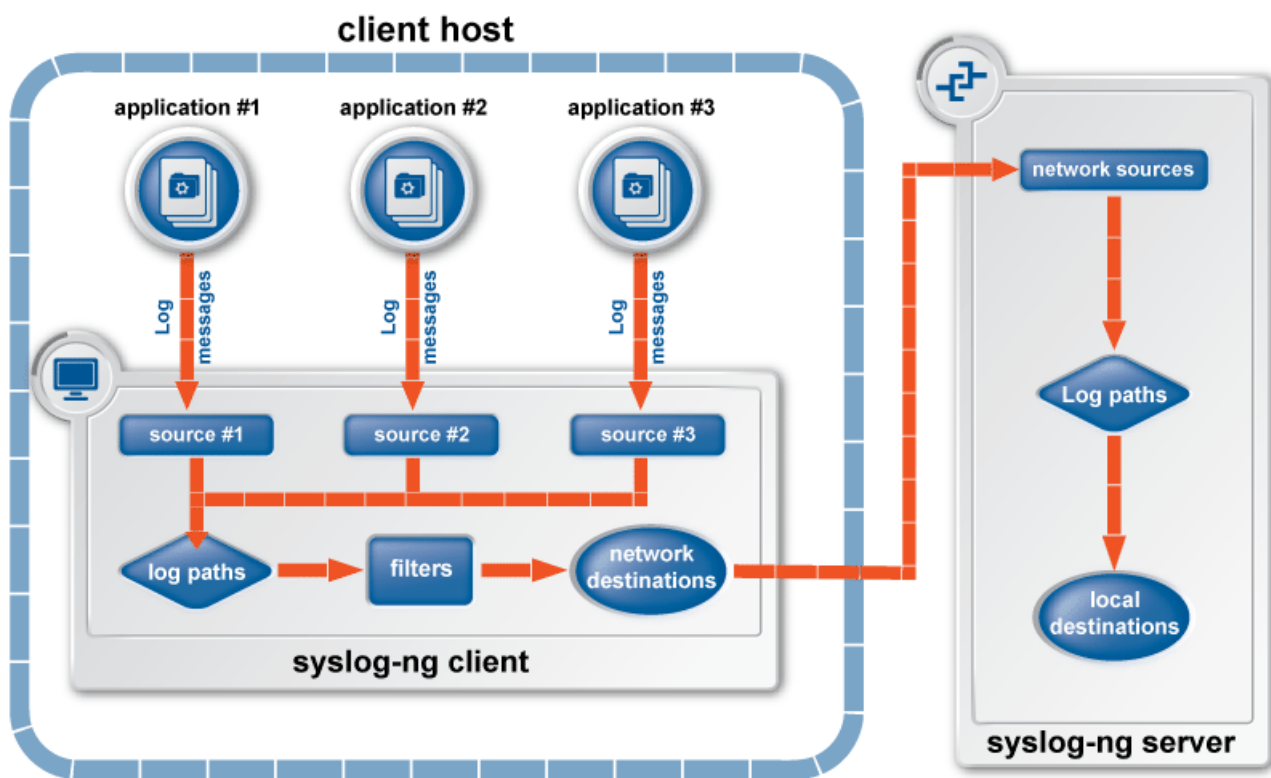 client host
application #1
application #2
application #3
Log
messages
Log
messages
Log
messages
source #1
source #2
source #3
log paths
filters
network
destinations
syslog-ng client
network sources
Log paths
local
destinations
syslog-ng server